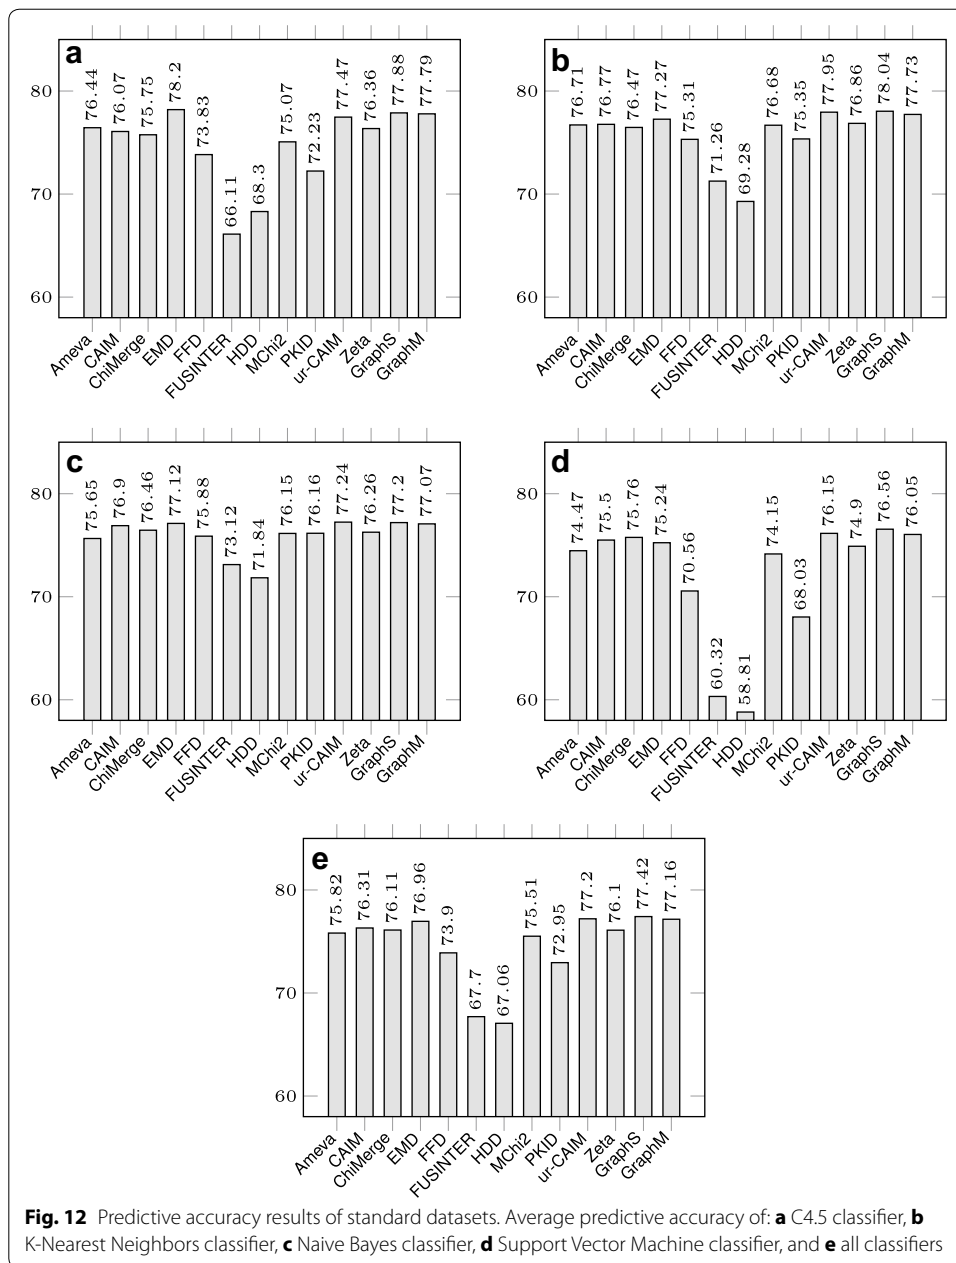 a
76.44 76.07 75.75 78.2 73.83 66.11 68.3 75.07 72.23 77.47 76.36 77.88 77.79
80
70
60
Ameva CAIM ChiMerge EMD FFD FUSINTER HDD MChi2 PKID ur-CAIM Zeta GraphS GraphM
b
76.71 76.77 76.47 77.27 75.31 71.26 69.28 76.68 75.35 77.95 76.86 78.04 77.73
80
70
60
Ameva CAIM ChiMerge EMD FFD FUSINTER HDD MChi2 PKID ur-CAIM Zeta GraphS GraphM
c
75.65 76.9 76.46 77.12 75.88 73.12 71.84 76.15 76.16 77.24 76.26 77.2 77.07
80
70
60
Ameva CAIM ChiMerge EMD FFD FUSINTER HDD MChi2 PKID ur-CAIM Zeta GraphS GraphM
d
74.47 75.5 75.76 75.24 70.56 60.32 58.81 74.15 68.03 76.15 74.9 76.56 76.05
80
70
60
Ameva CAIM ChiMerge EMD FFD FUSINTER HDD MChi2 PKID ur-CAIM Zeta GraphS GraphM
e
75.82 76.31 76.11 76.96 73.9 67.7 67.06 75.51 72.95 77.2 76.1 77.42 77.16
80
70
60
Ameva CAIM ChiMerge EMD FFD FUSINTER HDD MChi2 PKID ur-CAIM Zeta GraphS GraphM
Fig. 12 Predictive accuracy results of standard datasets. Average predictive accuracy of: a C4.5 classifier, b
K-Nearest Neighbors classifier, c Naive Bayes classifier, d Support Vector Machine classifier, and e all classifiers